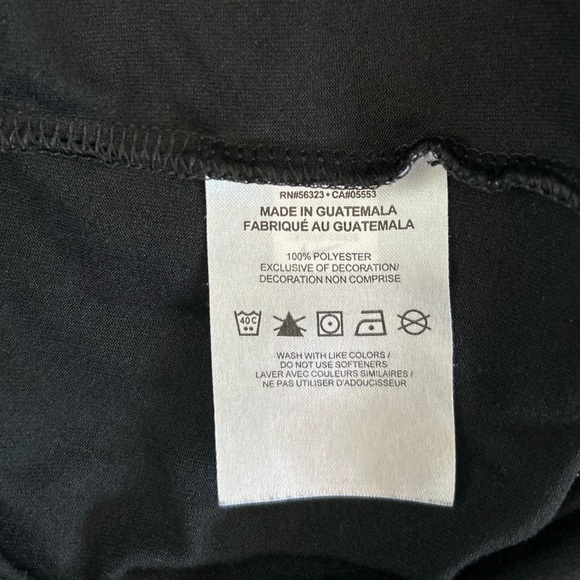 RN#56323 • CA#05553
MADE IN GUATEMALA
FABRIQUÉ AU GUATEMALA
100% POLYESTER
EXCLUSIVE OF DECORATION/
DECORATION NON COMPRISE
40C
WASH WITH LIKE COLORS /
DO NOT USE SOFTENERS
LAVER AVEC COULEURS SIMILAIRES /
NE PAS UTILISER D'ADOUCISSEUR